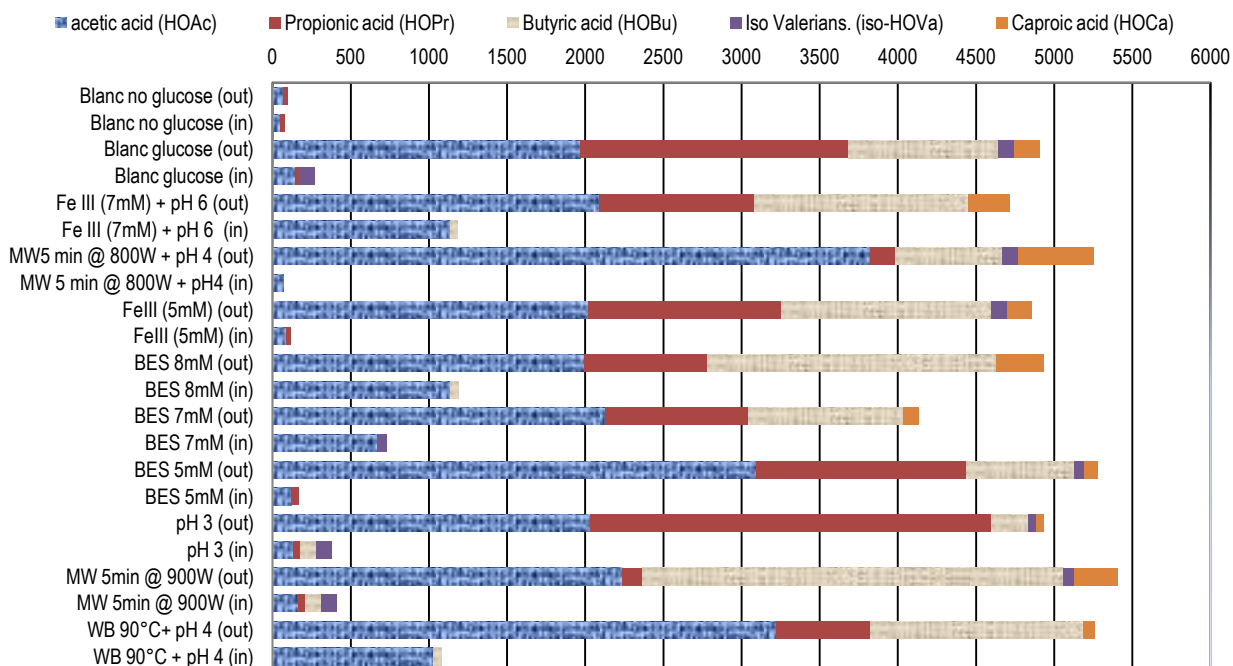 acetic acid (HOAc) Propionic acid (HOPr) Butyric acid (HOBu) Iso Valerians. (iso-HOVa) Caproic acid (HOCa)
0 500 1000 1500 2000 2500 3000 3500 4000 4500 5000 5500 6000
Blanc no glucose (out)
Blanc no glucose (in)
Blanc glucose (out)
Blanc glucose (in)
Fe III (7mM) + pH 6 (out)
Fe III (7mM) + pH 6 (in)
MW5 min @ 800W + pH 4 (out)
MW 5 min @ 800W + pH4 (in)
FeIII (5mM) (out)
FeIII (5mM) (in)
BES 8mM (out)
BES 8mM (in)
BES 7mM (out)
BES 7mM (in)
BES 5mM (out)
BES 5mM (in)
pH 3 (out)
pH 3 (in)
MW 5min @ 900W (out)
MW 5min @ 900W (in)
WB 90°C+ pH 4 (out)
WB 90°C + pH 4 (in)